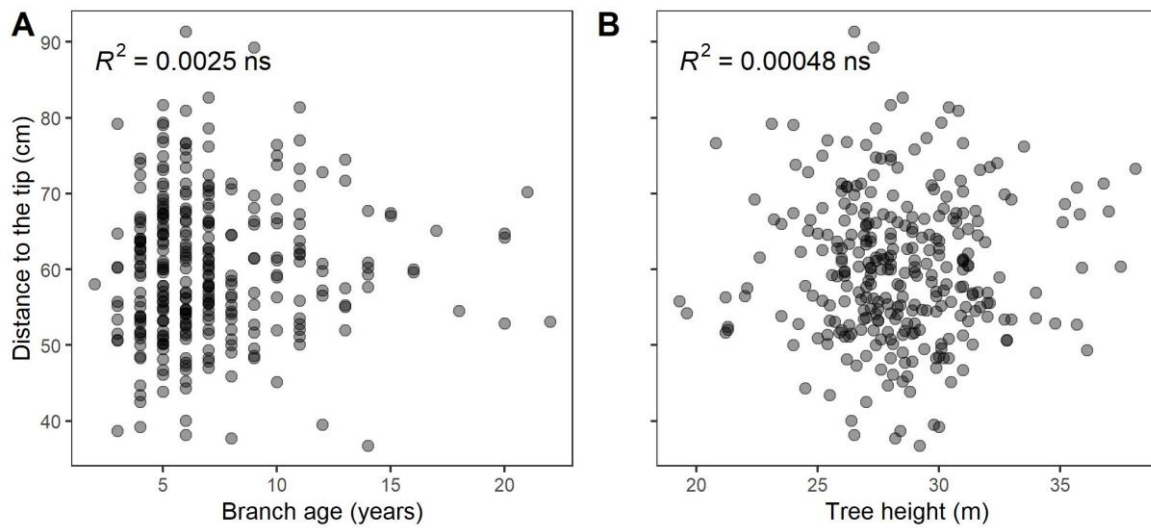 A
B
R² = 0.0025 ns
R² = 0.00048 ns
Distance to the tip (cm)
90
80
70
60
50
40
5
10
15
20
20
25
30
35
Branch age (years)
Tree height (m)